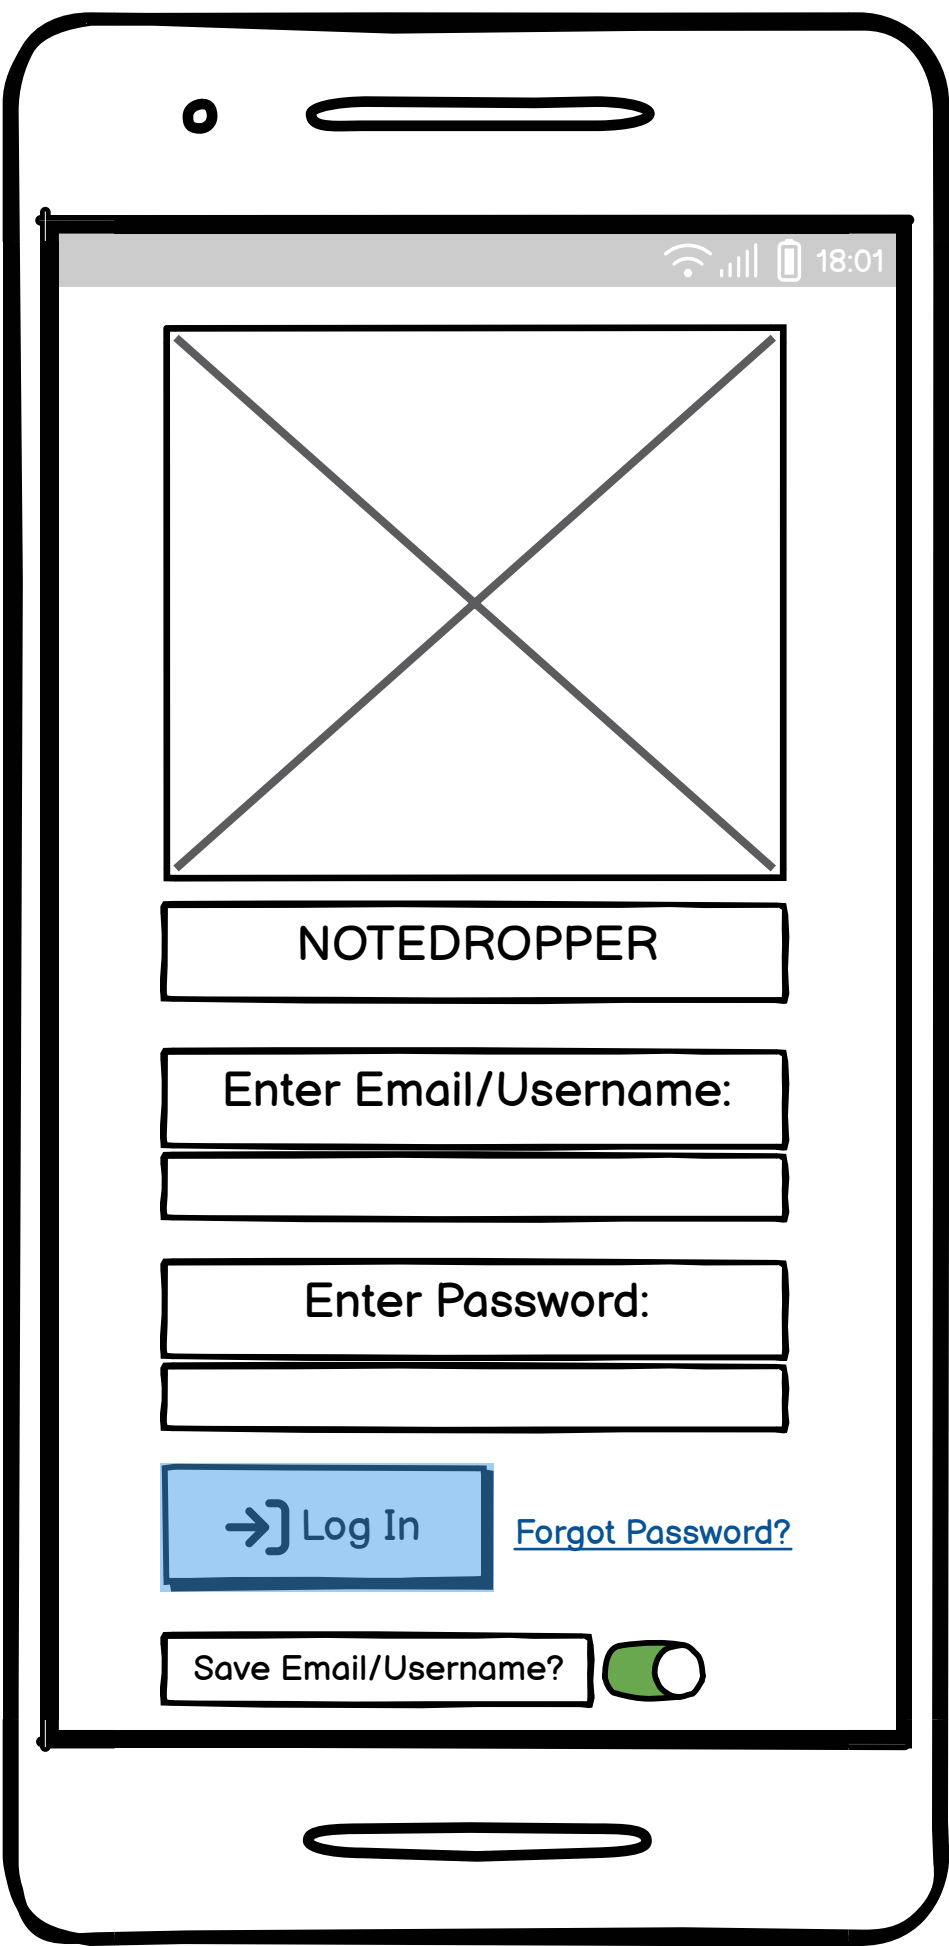 18:01
NOTEDROPPER
Enter Email/Username:
Enter Password:
Log In
Forgot Password?
Save Email/Username?